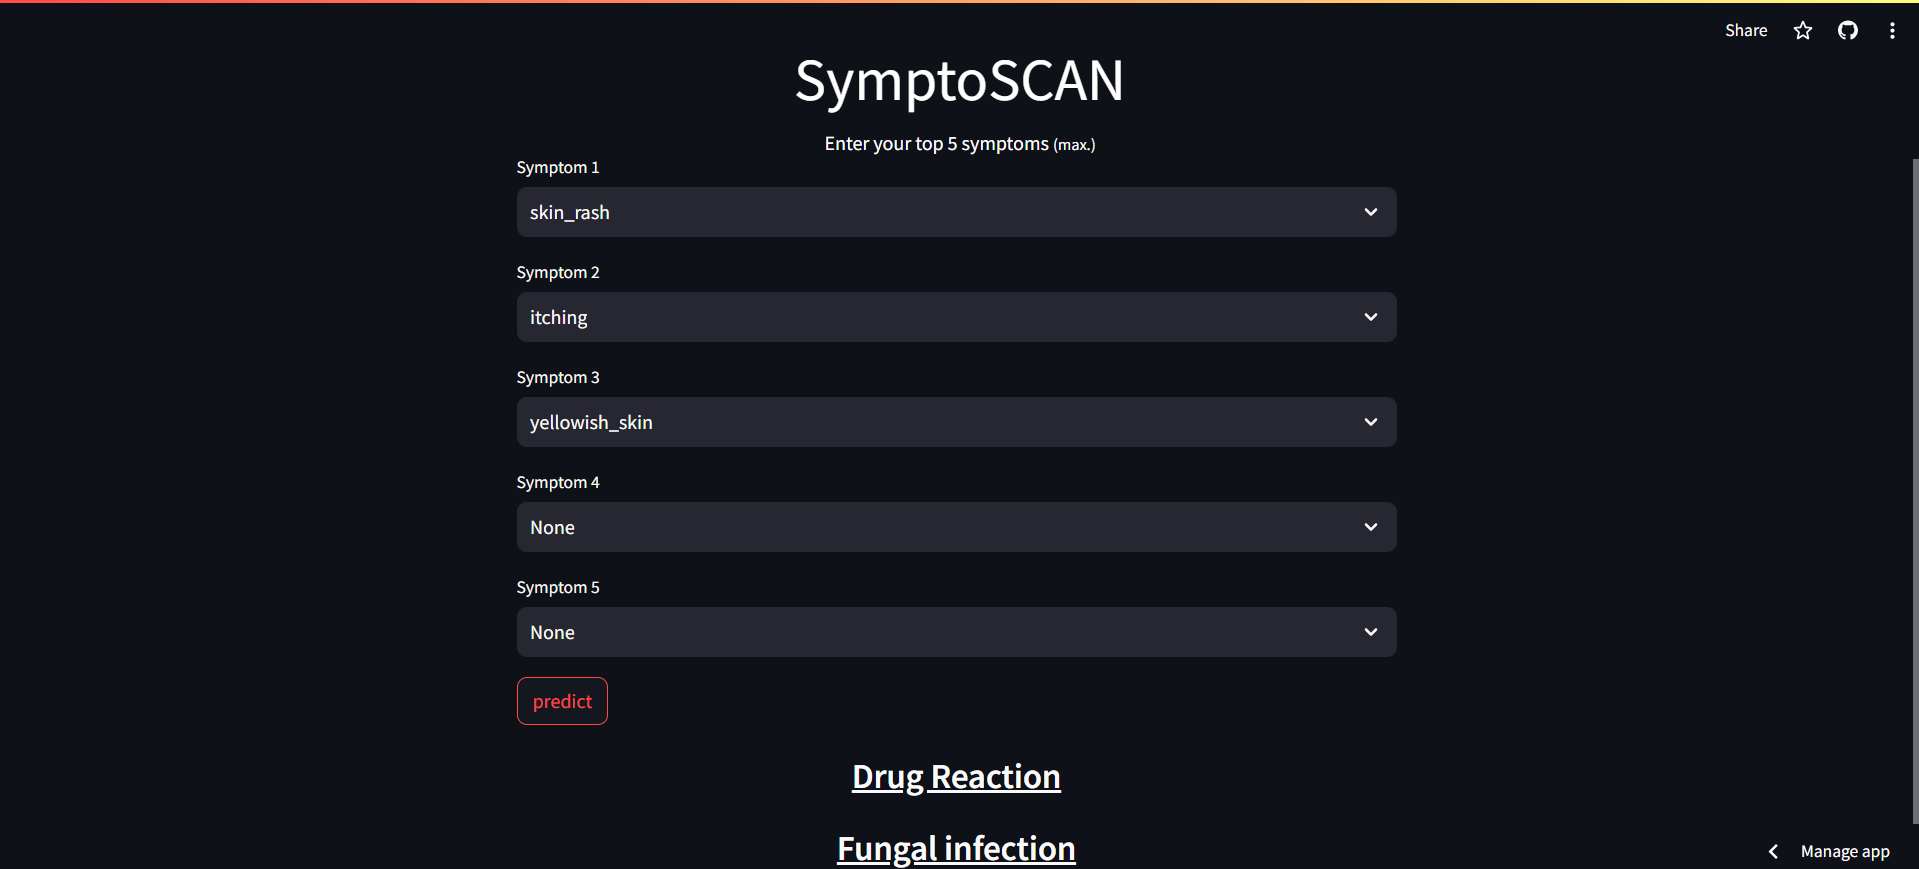 Share
SymptoSCAN
Enter your top 5 symptoms (max.)
Symptom 1
skin_rash
Symptom 2
itching
Symptom 3
yellowish_skin
Symptom 4
None
Symptom 5
None
predict
Drug Reaction
Fungal infection
Manage app